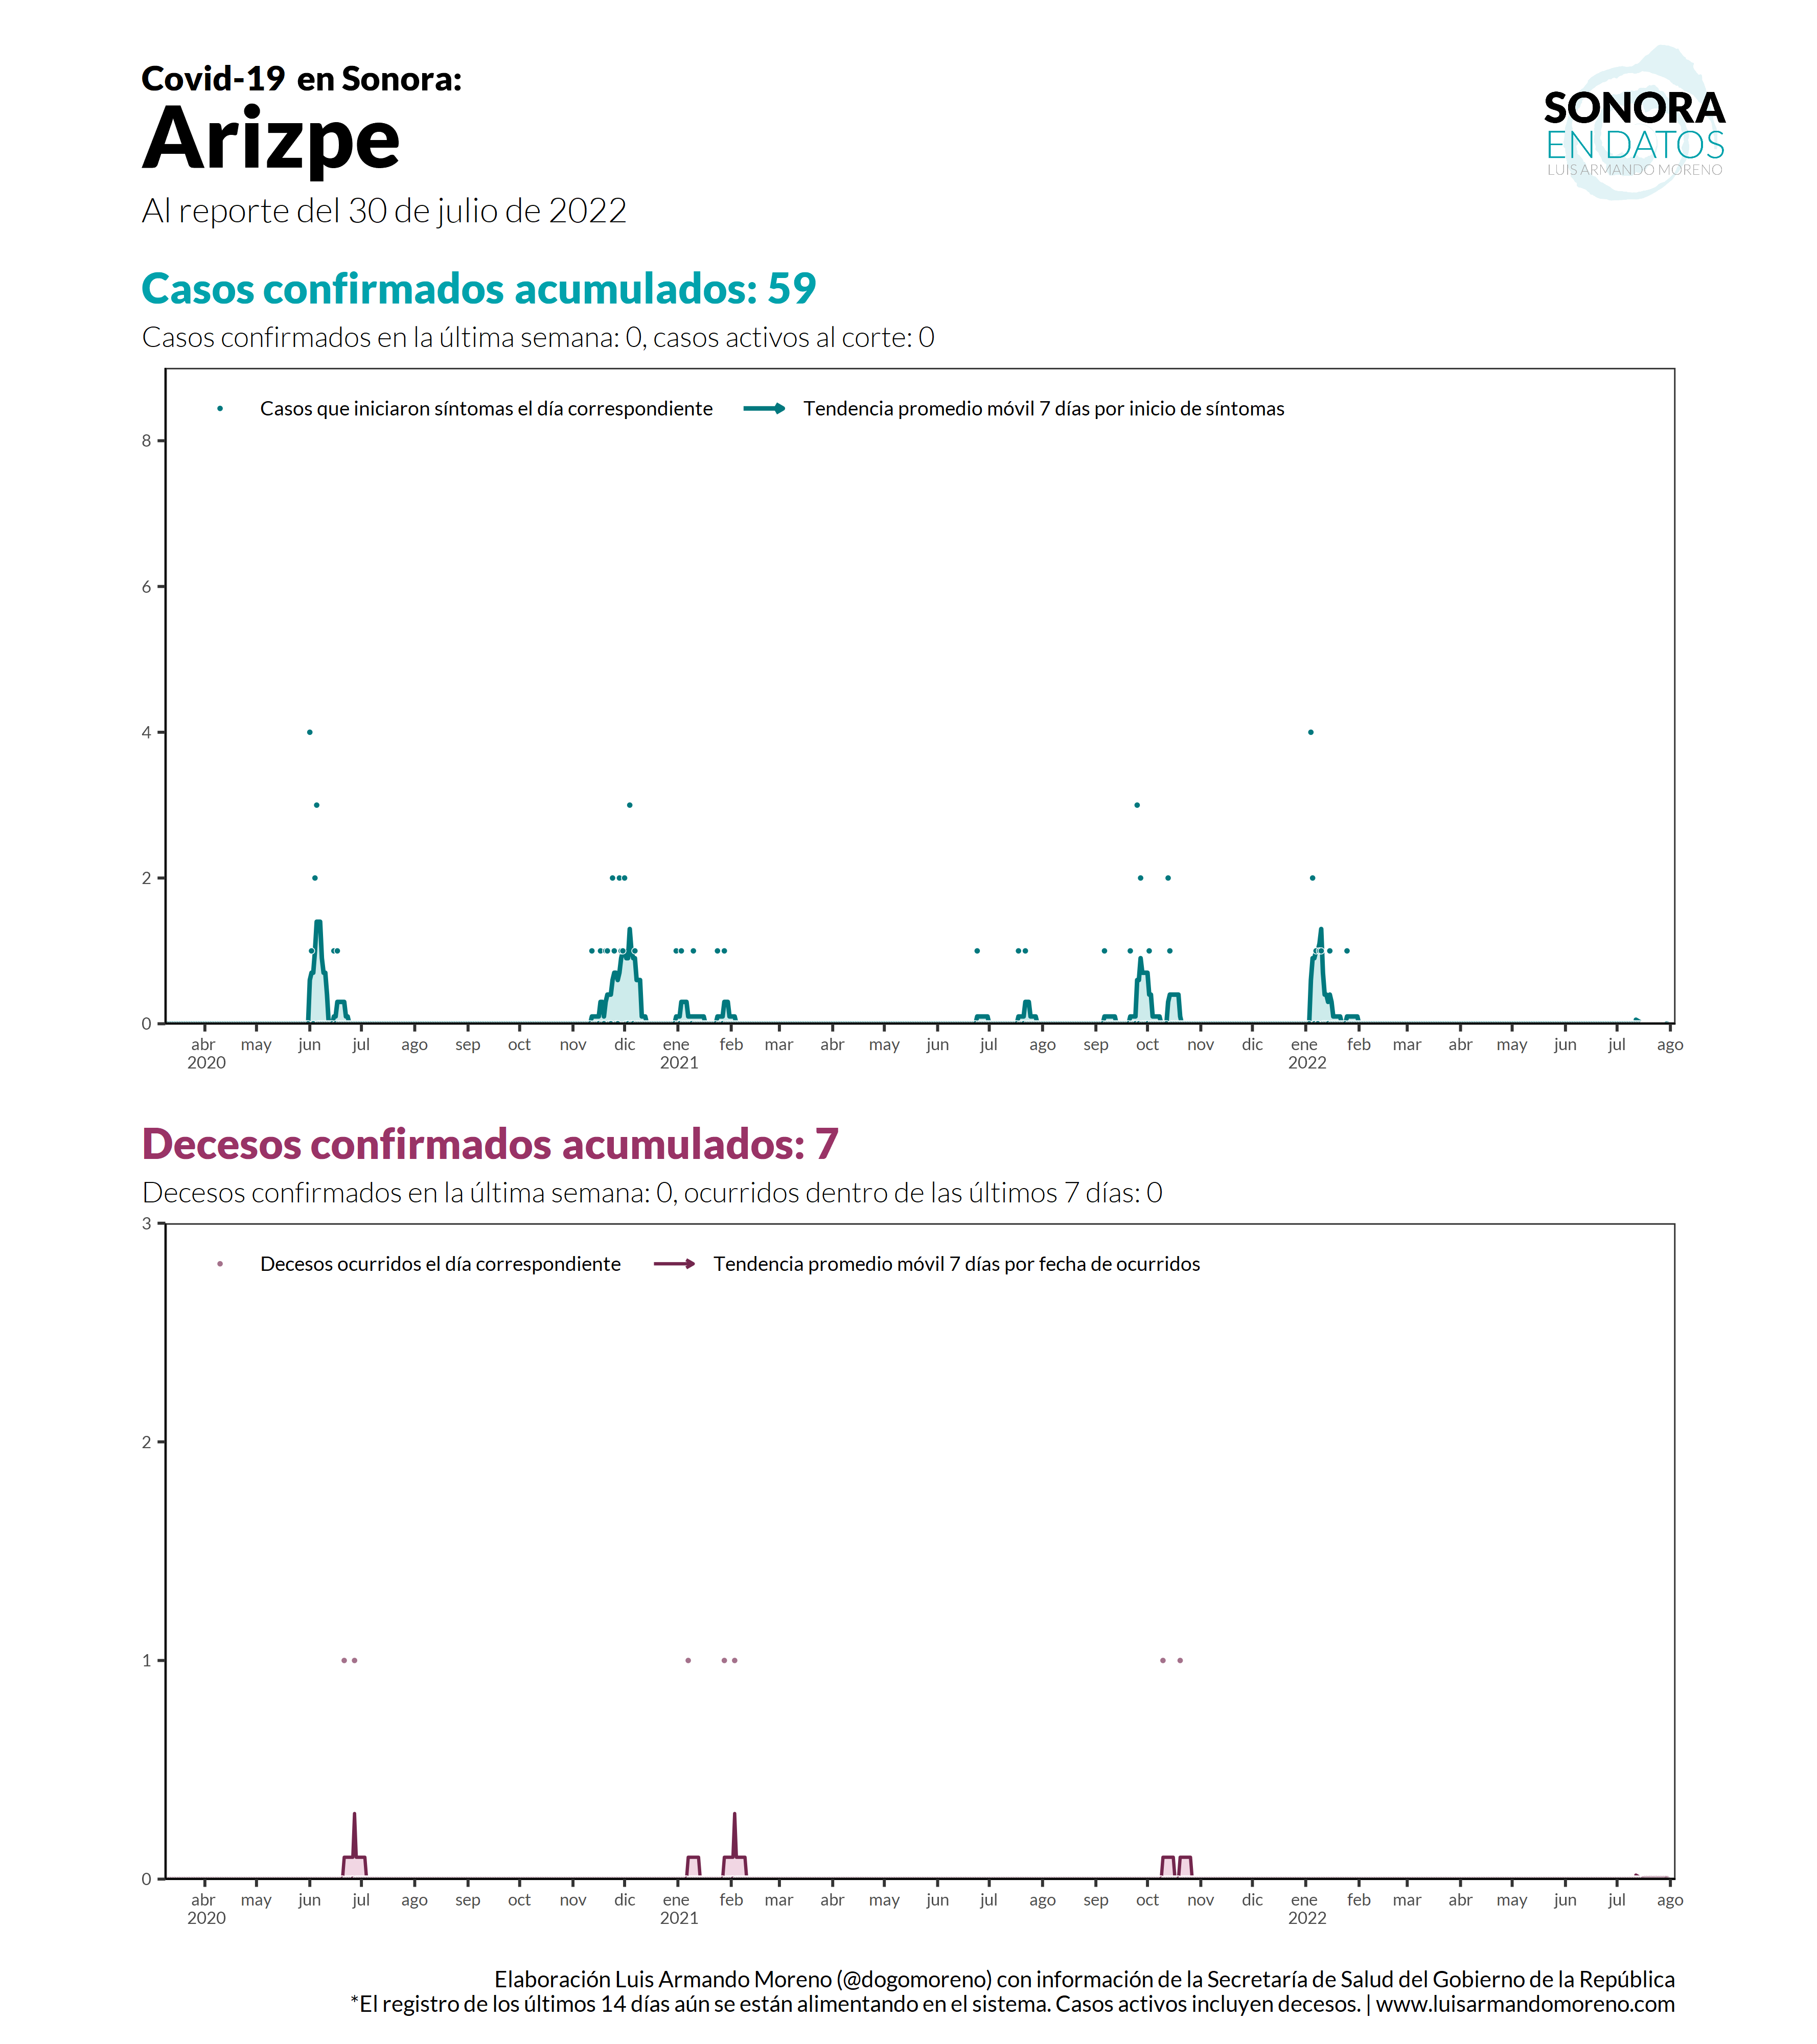 Covid-19 en Sonora:
Arizpe
Al reporte del 30 de julio de 2022
SONORA
EN DATOS
LUIS ARMANDO MORENO
Casos confirmados acumulados: 59
Casos confirmados en la última semana: 0, casos activos al corte: 0
Casos que iniciaron síntomas el día correspondiente Tendencia promedio móvil 7 días por inicio de síntomas
8
6
4
2
0
abr may jun jul ago sep oct nov dic ene feb mar abr may jun jul ago sep oct nov dic ene feb mar abr may jun jul ago
2020 2021 2022
Decesos confirmados acumulados: 7
Decesos confirmados en la última semana: 0, ocurridos dentro de las últimos 7 días: 0
3
Decesos ocurridos el día correspondiente Tendencia promedio móvil 7 días por fecha de ocurridos
2
1
0
abr may jun jul ago sep oct nov dic ene feb mar abr may jun jul ago sep oct nov dic ene feb mar abr may jun jul ago
2020 2021 2022
Elaboración Luis Armando Moreno (@dogomoreno) con información de la Secretaría de Salud del Gobierno de la República
*El registro de los últimos 14 días aún se están alimentando en el sistema. Casos activos incluyen decesos. | www.luisarmandomoreno.com